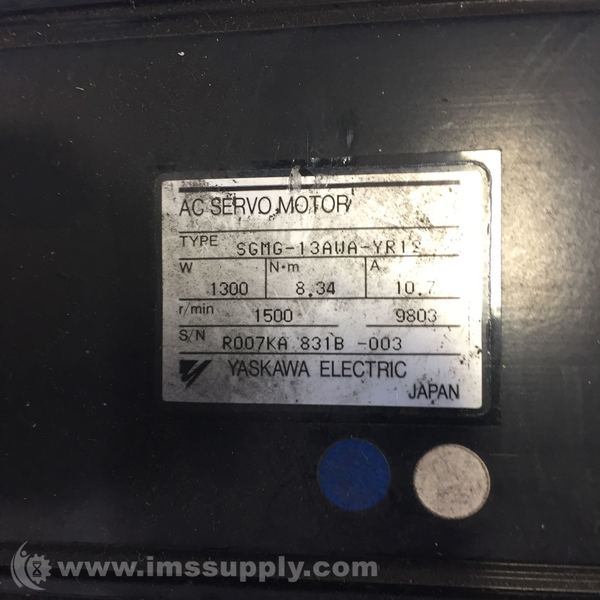 AC SERVO MOTOR
TYPE SGMG-13AWA-YR12
W N·m A
1300 8.34 10.7
r/min 1500 9803
S/N R007KA 831B -003
YASKAWA ELECTRIC
JAPAN
www.imssupply.com